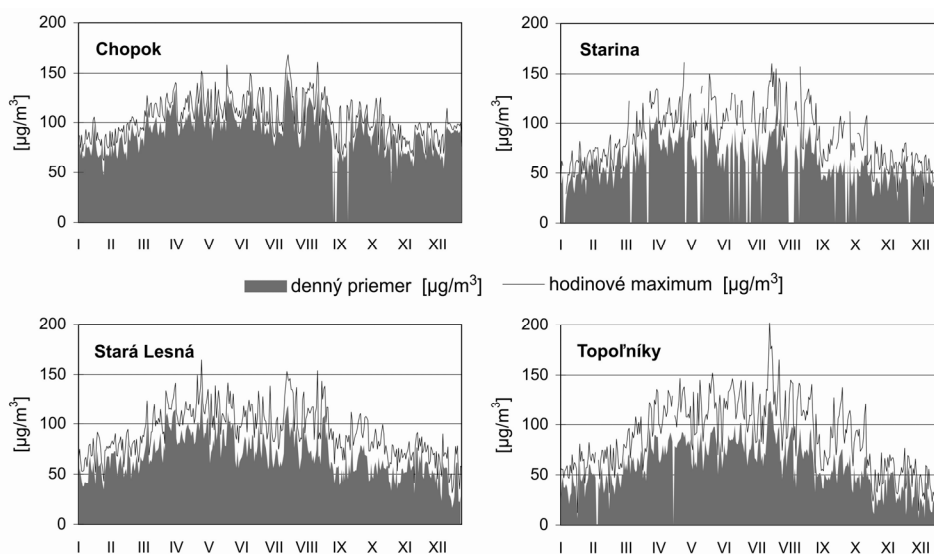 Chopok
[µg/m³]
200
150
100
50
0
I II III IV V VI VII VIII IX X XI XII
Starina
[µg/m³]
200
150
100
50
0
I II III IV V VI VII VIII IX X XI XII
denný priemer [µg/m³] hodinové maximum [µg/m³]
Stará Lesná
[µg/m³]
200
150
100
50
0
I II III IV V VI VII VIII IX X XI XII
Topoľníky
[µg/m³]
200
150
100
50
0
I II III IV V VI VII VIII IX X XI XII